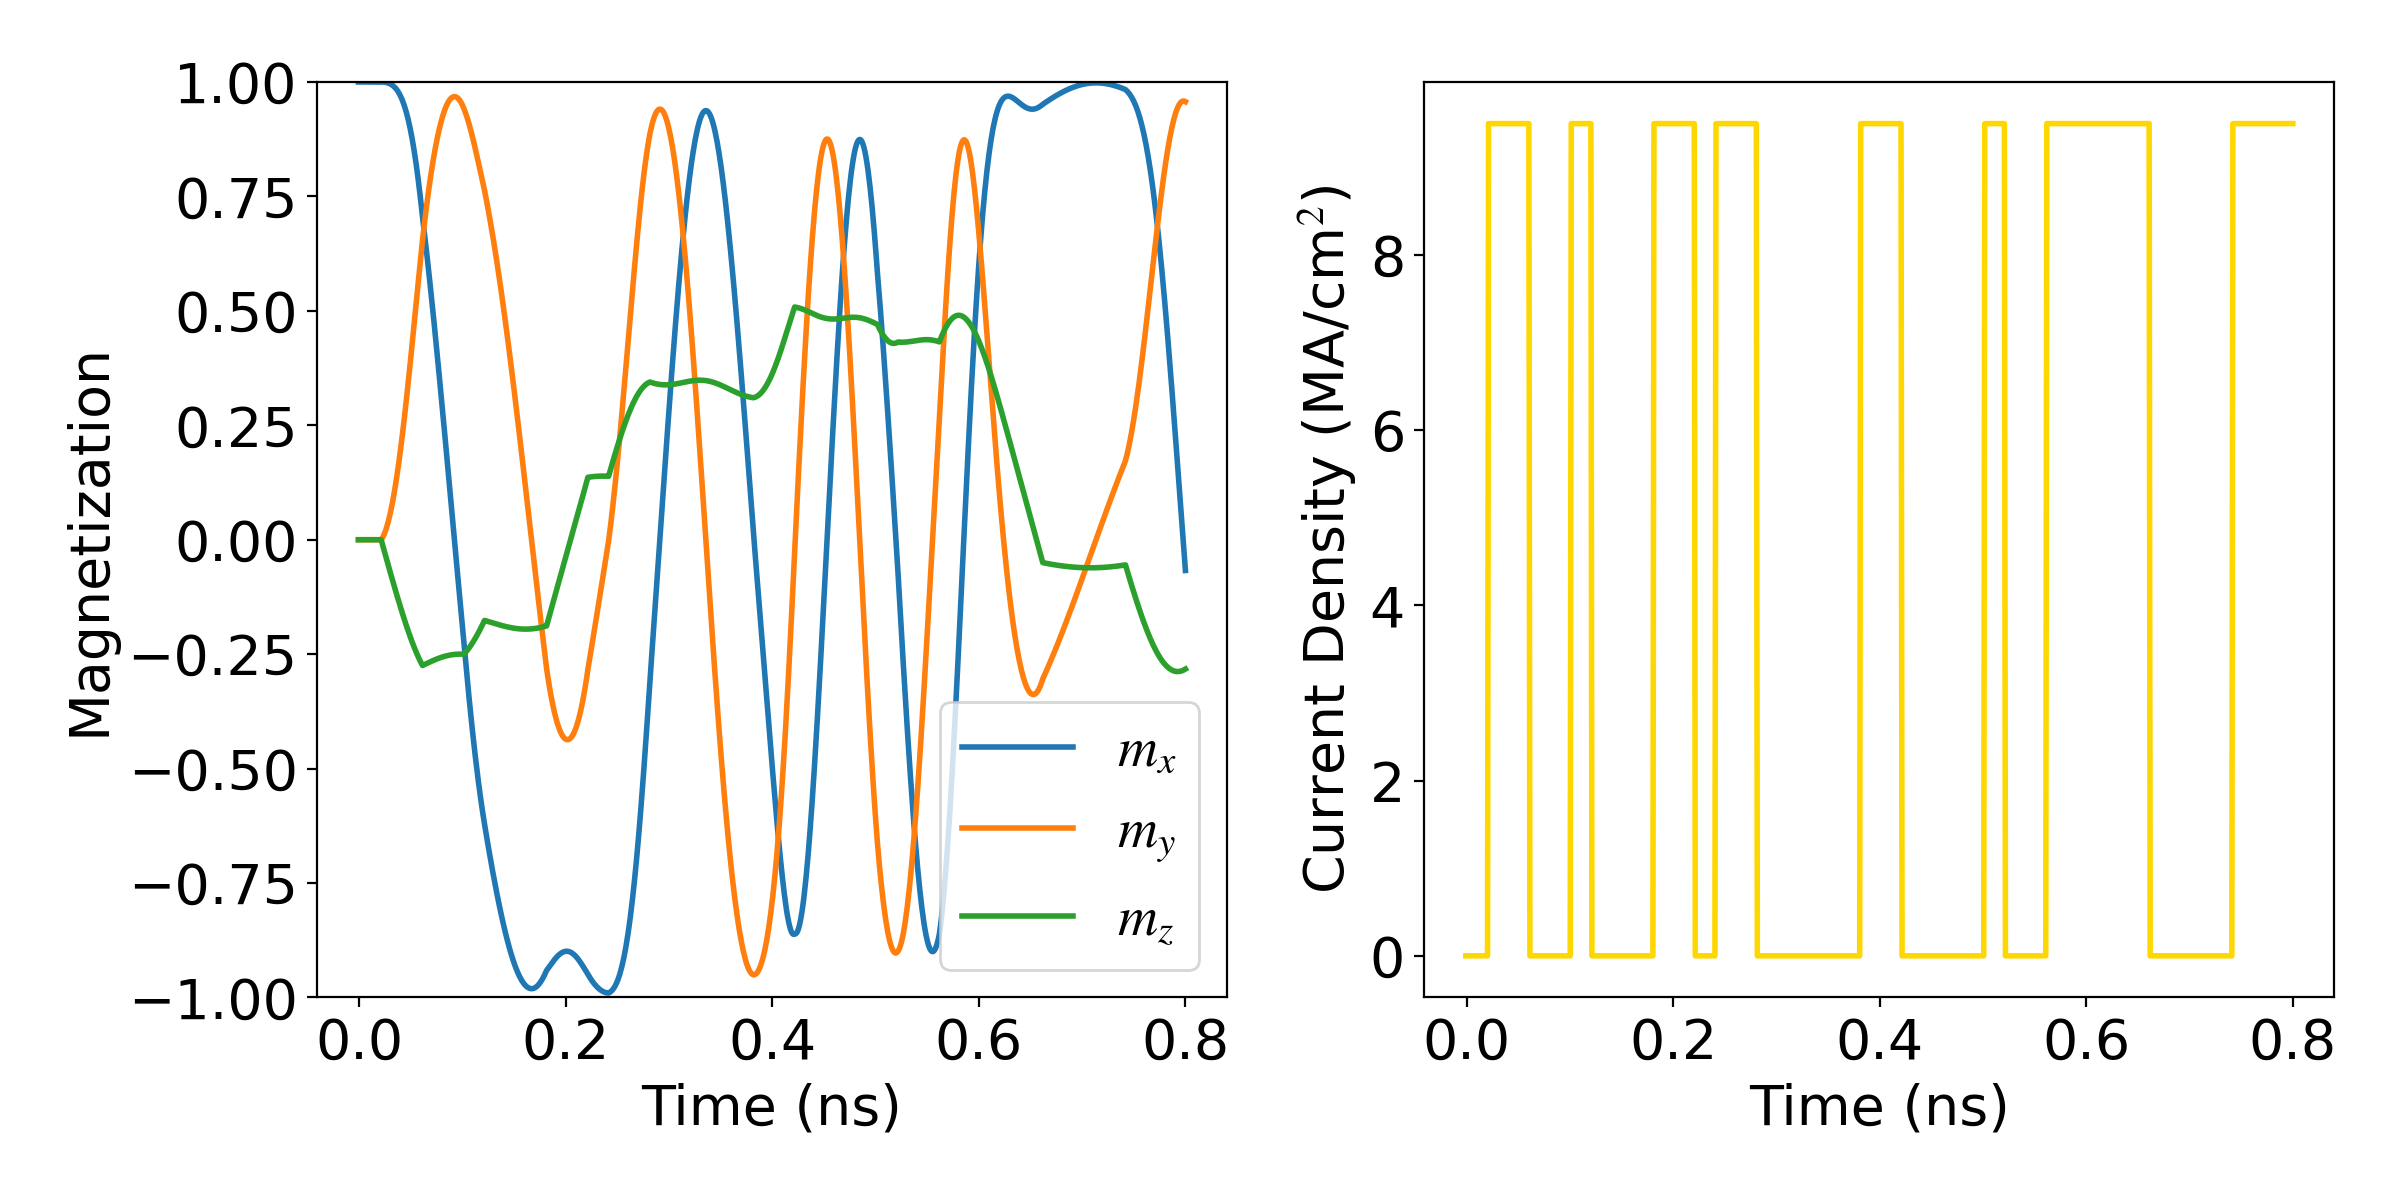 1.00
0.75
0.50
0.25
0.00
−0.25
−0.50
−0.75
−1.00
Magnetization
0.0 0.2 0.4 0.6 0.8
Time (ns)
mₓ
m_y
m_z
8
6
4
2
0
Current Density (MA/cm²)
0.0 0.2 0.4 0.6 0.8
Time (ns)